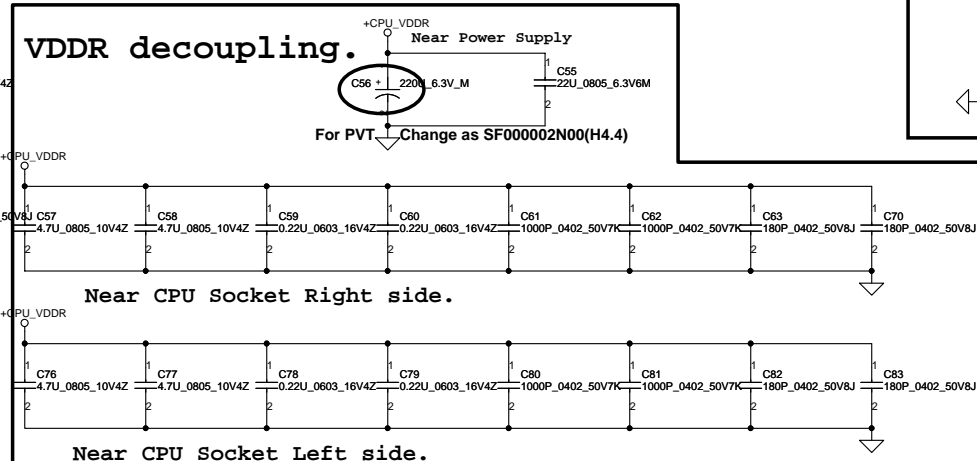 +CPU_VDDR
VDDR decoupling.
Near Power Supply
1
C56 + 220U_6.3V_M
C55
22U_0805_6.3V6M
2
4Z
For PVT Change as SF000002N00(H4.4)
+CPU_VDDR
1 1 1 1 1 1 1 1
_50V8J C57 C58 C59 C60 C61 C62 C63 C70
4.7U_0805_10V4Z 4.7U_0805_10V4Z 0.22U_0603_16V4Z 0.22U_0603_16V4Z 1000P_0402_50V7K 1000P_0402_50V7K 180P_0402_50V8J 180P_0402_50V8J
2 2 2 2 2 2 2 2
Near CPU Socket Right side.
+CPU_VDDR
1 1 1 1 1 1 1 1
C76 C77 C78 C79 C80 C81 C82 C83
4.7U_0805_10V4Z 4.7U_0805_10V4Z 0.22U_0603_16V4Z 0.22U_0603_16V4Z 1000P_0402_50V7K 1000P_0402_50V7K 180P_0402_50V8J 180P_0402_50V8J
2 2 2 2 2 2 2 2
Near CPU Socket Left side.